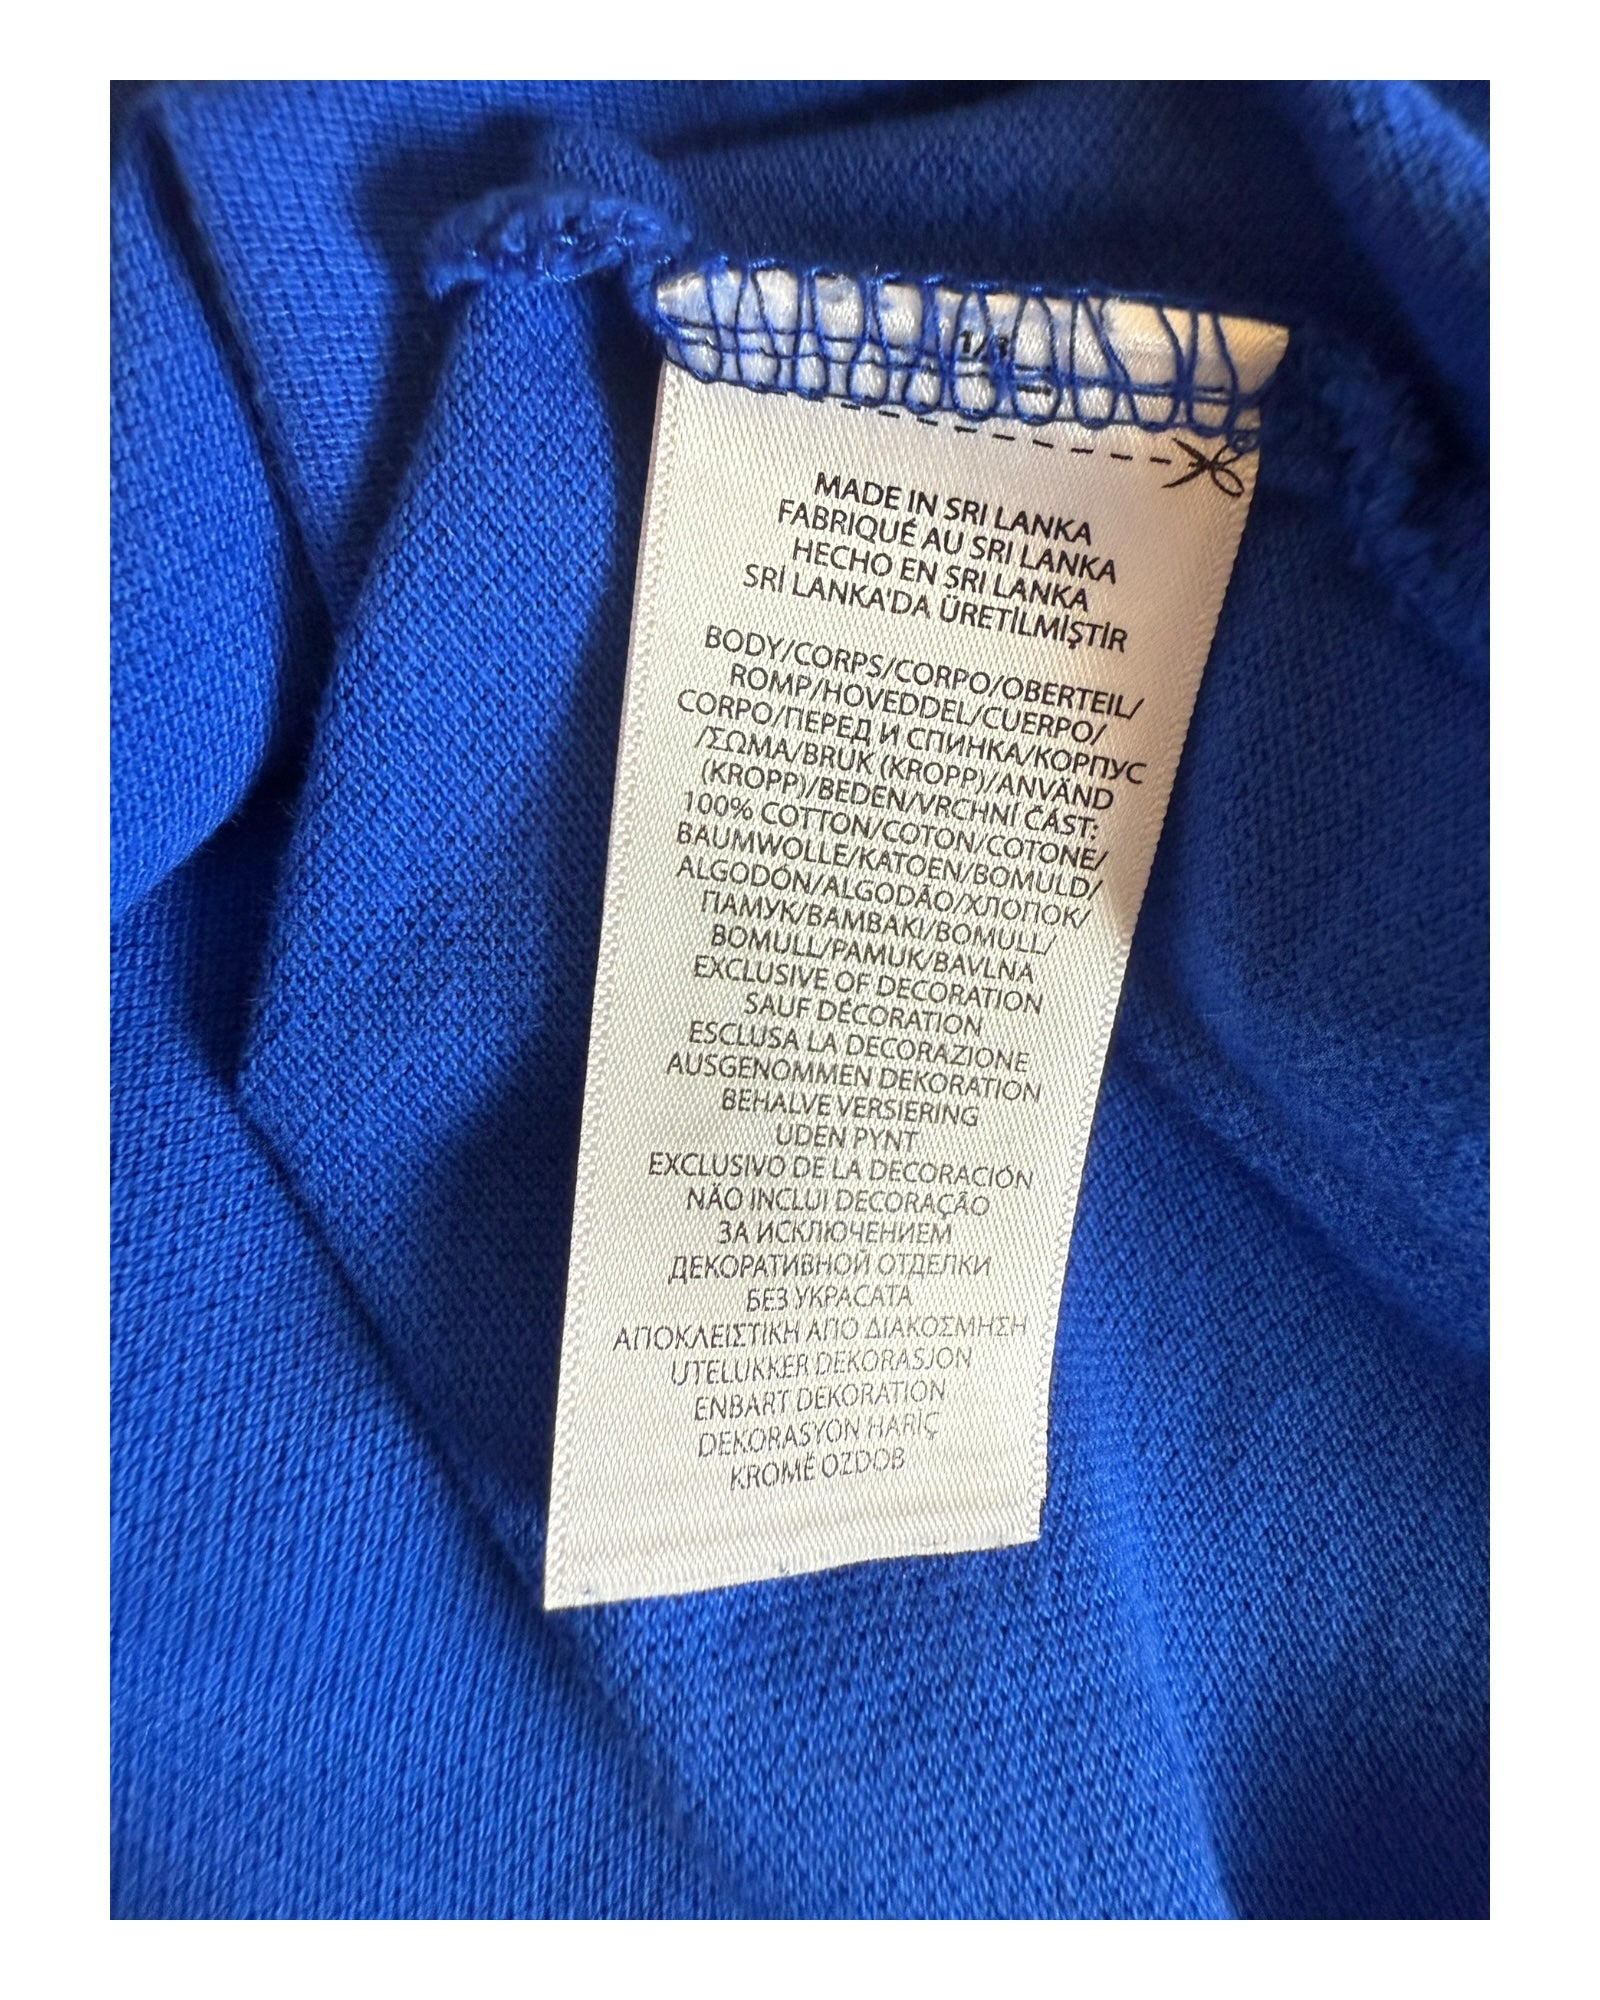 1/1
MADE IN SRI LANKA
FABRIQUÉ AU SRI LANKA
HECHO EN SRI LANKA
SRİ LANKA'DA ÜRETİLMİŞTİR
BODY/CORPS/CORPO/OBERTEIL/
ROMP/HOVEDDEL/CUERPO/
CORPO/ПЕРЕД И СПИНКА/КОРПУС
/ΣΩΜΑ/BRUK (KROPP)/ANVÄND
(KROPP)/BEDEN/VRCHNÍ ČÁST:
100% COTTON/COTON/COTONE/
BAUMWOLLE/KATOEN/BOMULD/
ALGODÓN/ALGODÃO/ХЛОПОК/
ПАМУК/ΒΑΜΒΑΚΙ/BOMULL/
BOMULL/PAMUK/BAVLNA
EXCLUSIVE OF DECORATION
SAUF DÉCORATION
ESCLUSA LA DECORAZIONE
AUSGENOMMEN DEKORATION
BEHALVE VERSIERING
UDEN PYNT
EXCLUSIVO DE LA DECORACIÓN
NÃO INCLUI DECORAÇÃO
ЗА ИСКЛЮЧЕНИЕМ
ДЕКОРАТИВНОЙ ОТДЕЛКИ
БЕЗ УКРАСАТА
ΑΠΟΚΛΕΙΣΤΙΚΗ ΑΠΟ ΔΙΑΚΟΣΜΗΣΗ
UTELUKKER DEKORASJON
ENBART DEKORATION
DEKORASYON HARİÇ
KROMĚ OZDOB